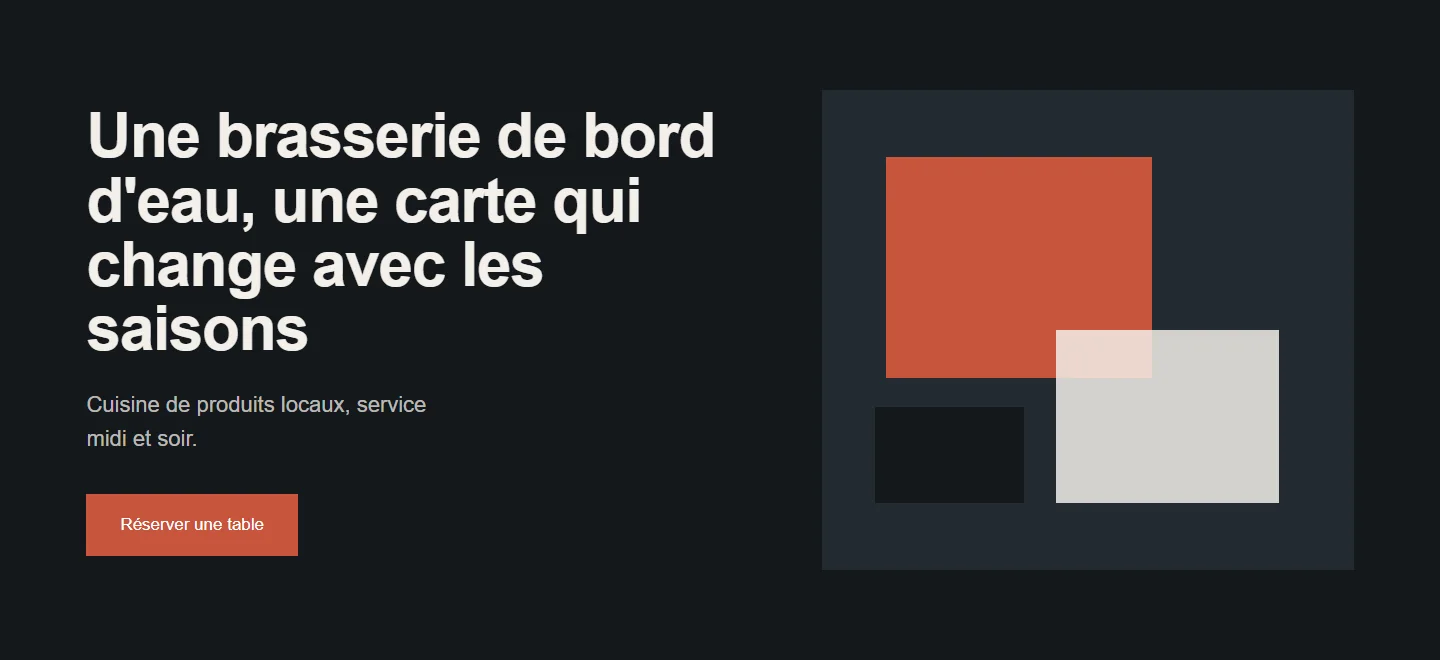 Une brasserie de bord
d'eau, une carte qui
change avec les
saisons
Cuisine de produits locaux, service
midi et soir.
Réserver une table